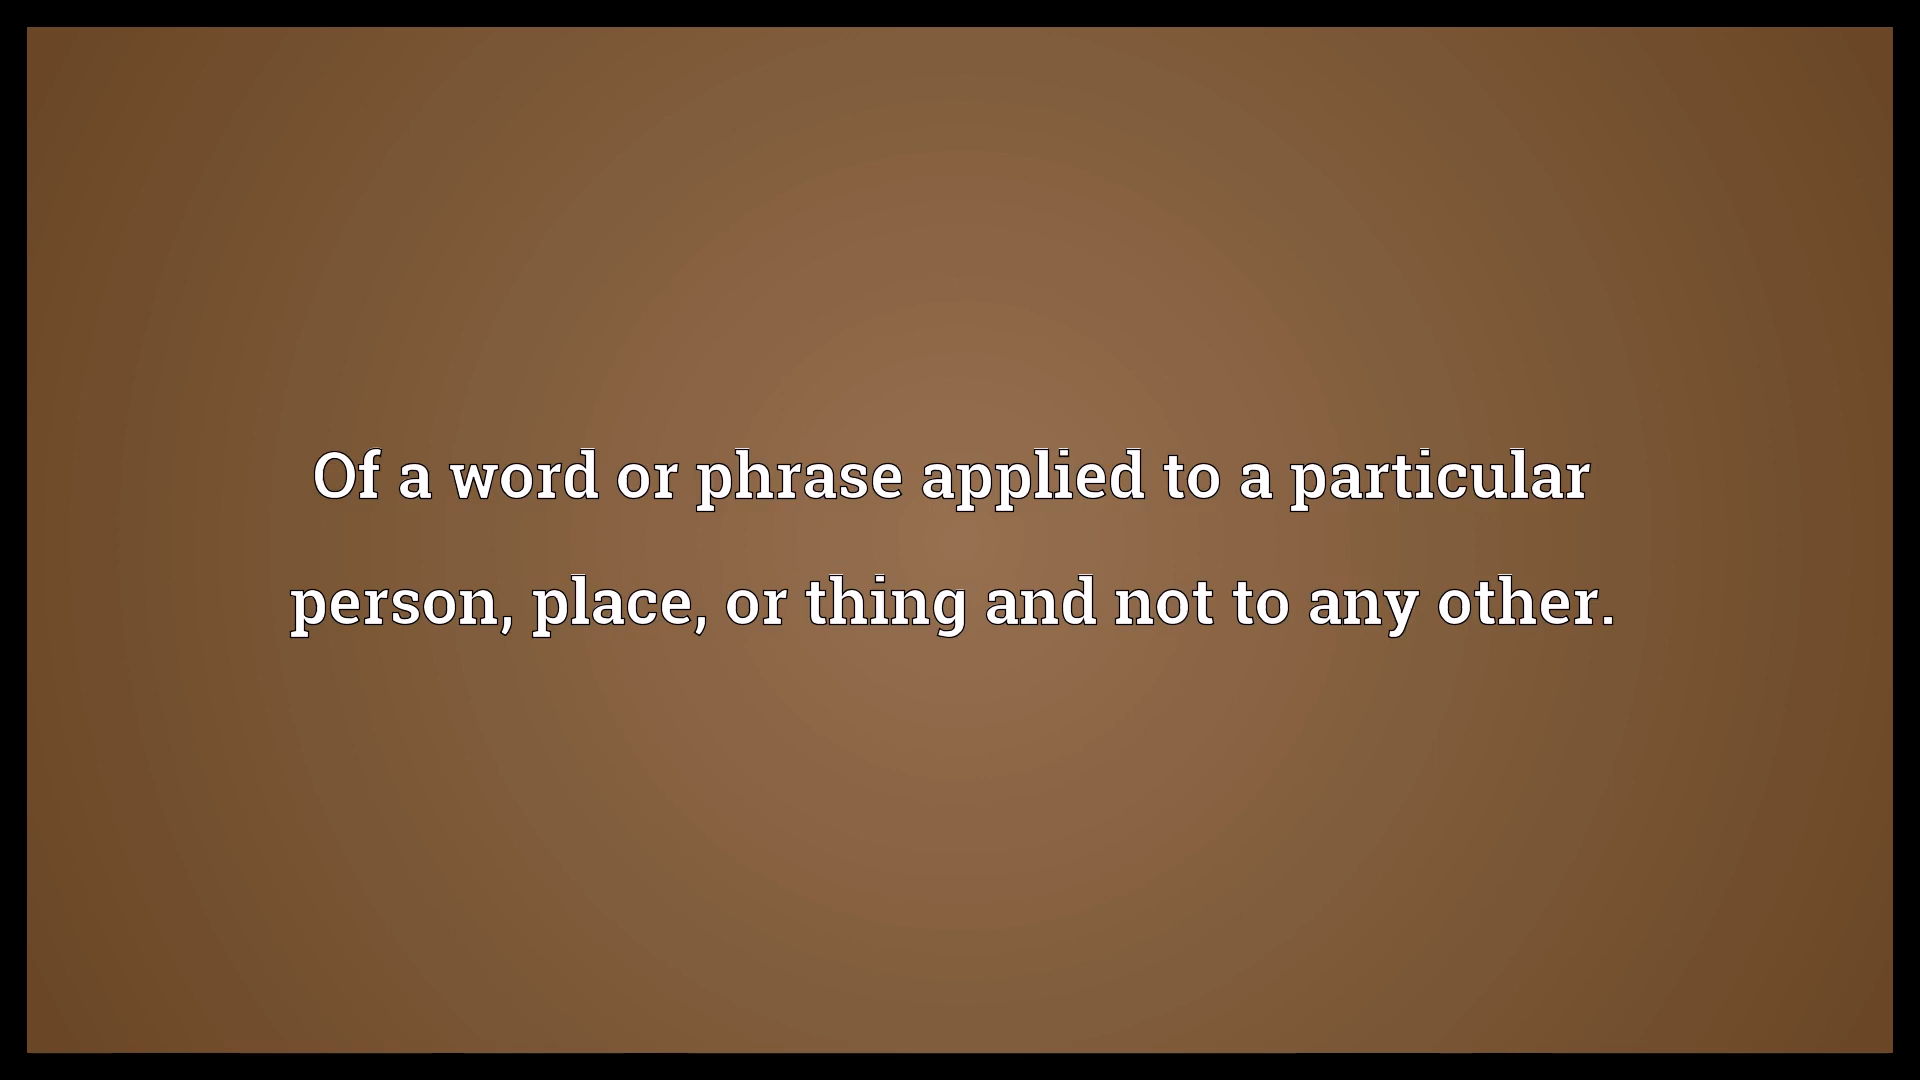 Of a word or phrase applied to a particular
person, place, or thing and not to any other.